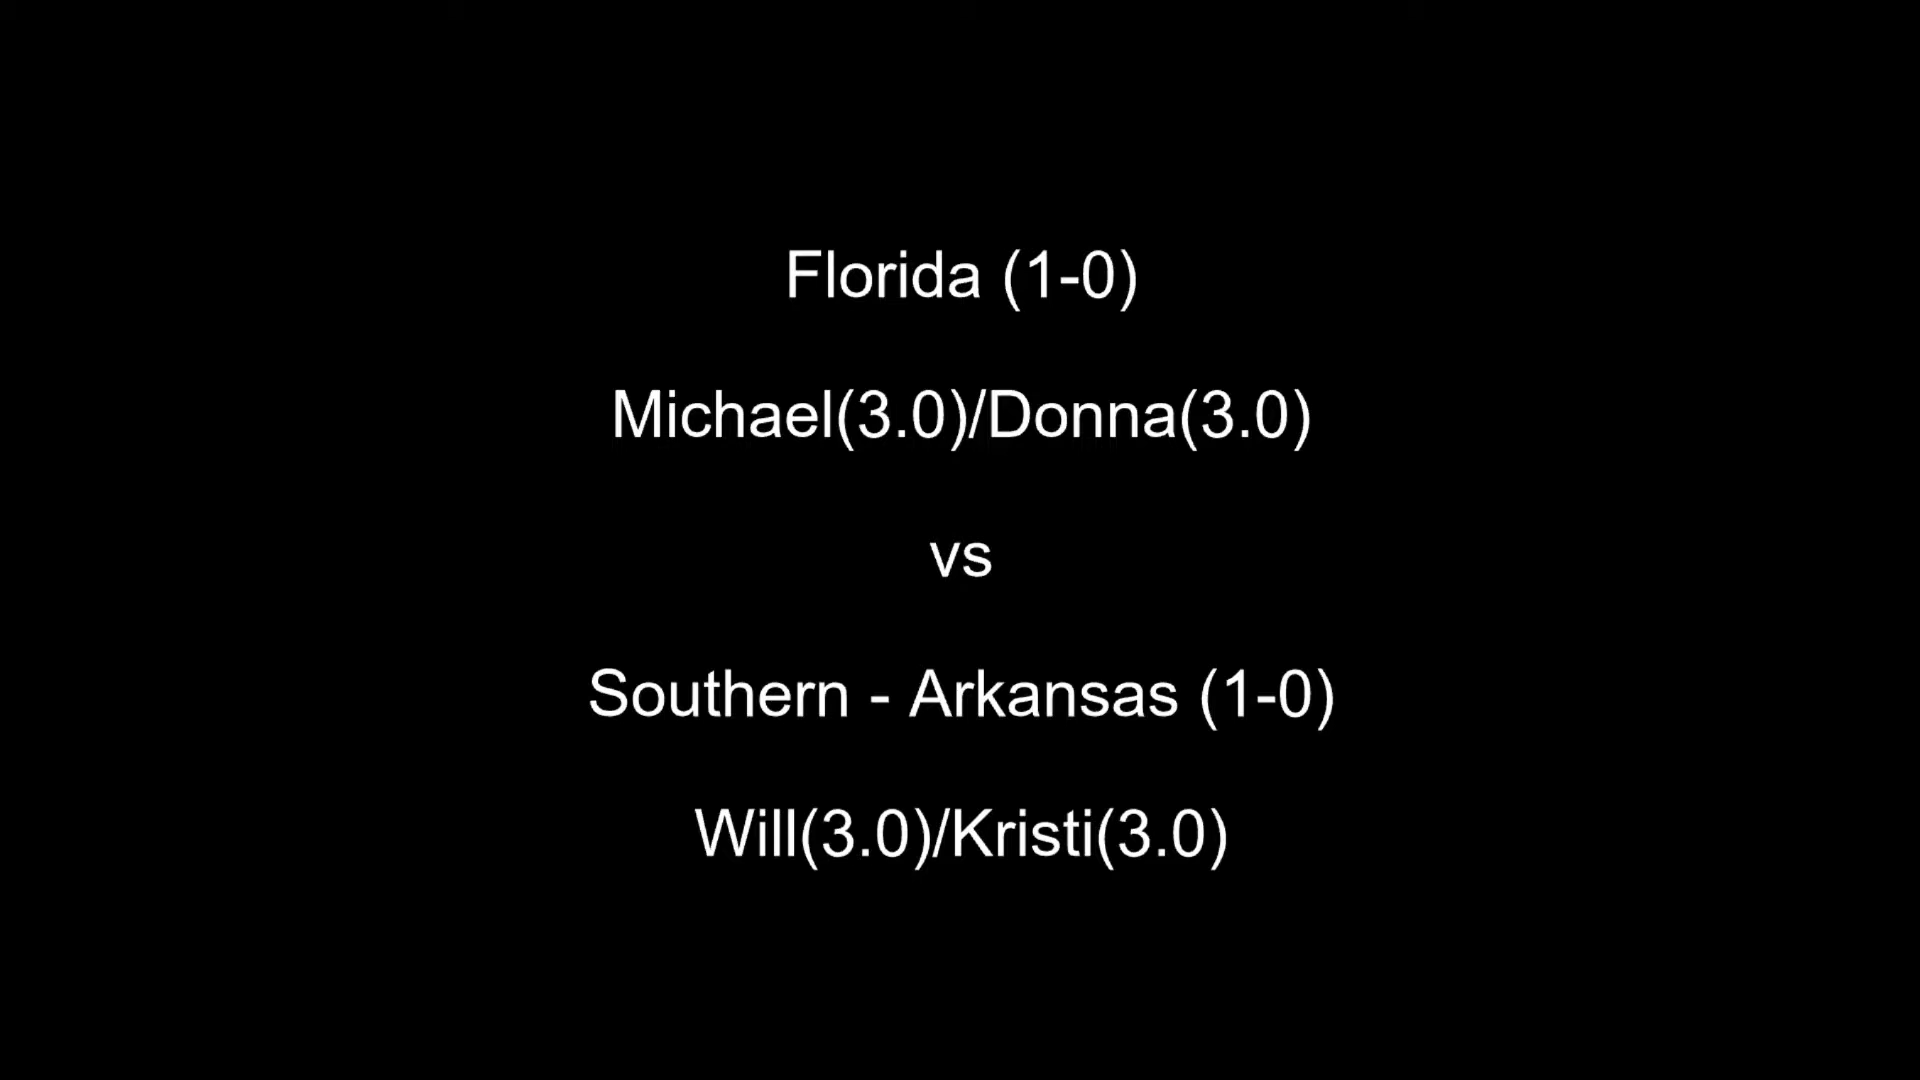 Florida (1-0)
Michael(3.0)/Donna(3.0)
vs
Southern - Arkansas (1-0)
Will(3.0)/Kristi(3.0)